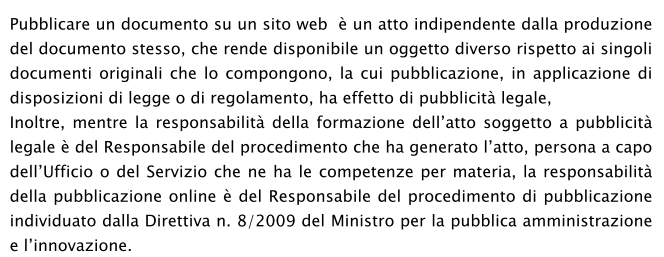 Pubblicare un documento su un sito web  è un atto indipendente dalla produzione
del documento stesso, che rende disponibile un oggetto diverso rispetto ai singoli
documenti originali che lo compongono, la cui pubblicazione, in applicazione di
disposizioni di legge o di regolamento, ha effetto di pubblicità legale,
Inoltre, mentre la responsabilità della formazione dell’atto soggetto a pubblicità
legale è del Responsabile del procedimento che ha generato l’atto, persona a capo
dell’Ufficio o del Servizio che ne ha le competenze per materia, la responsabilità
della pubblicazione online è del Responsabile del procedimento di pubblicazione
individuato dalla Direttiva n. 8/2009 del Ministro per la pubblica amministrazione
e l’innovazione.